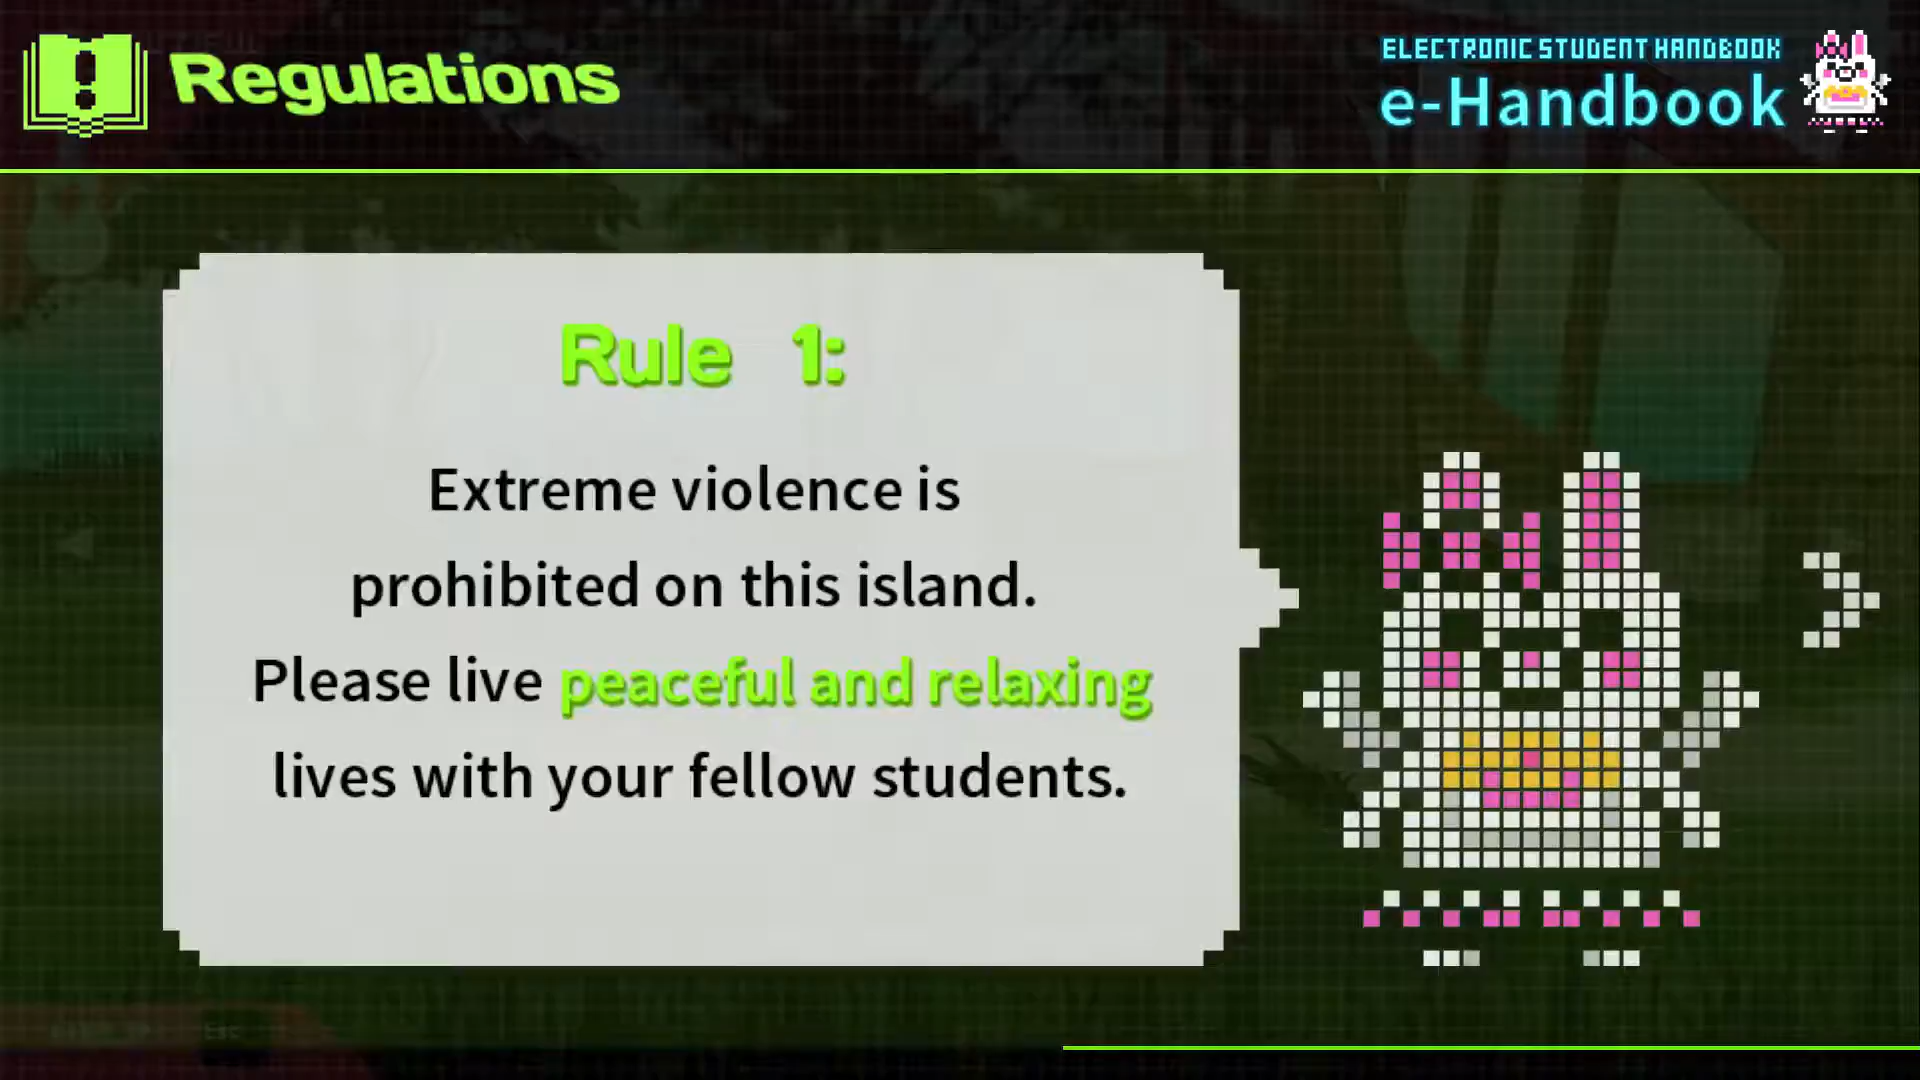 Regulations
ELECTRONIC STUDENT HANDBOOK
e-Handbook
Rule 1:
Extreme violence is
prohibited on this island.
Please live peaceful and relaxing
lives with your fellow students.
Esc